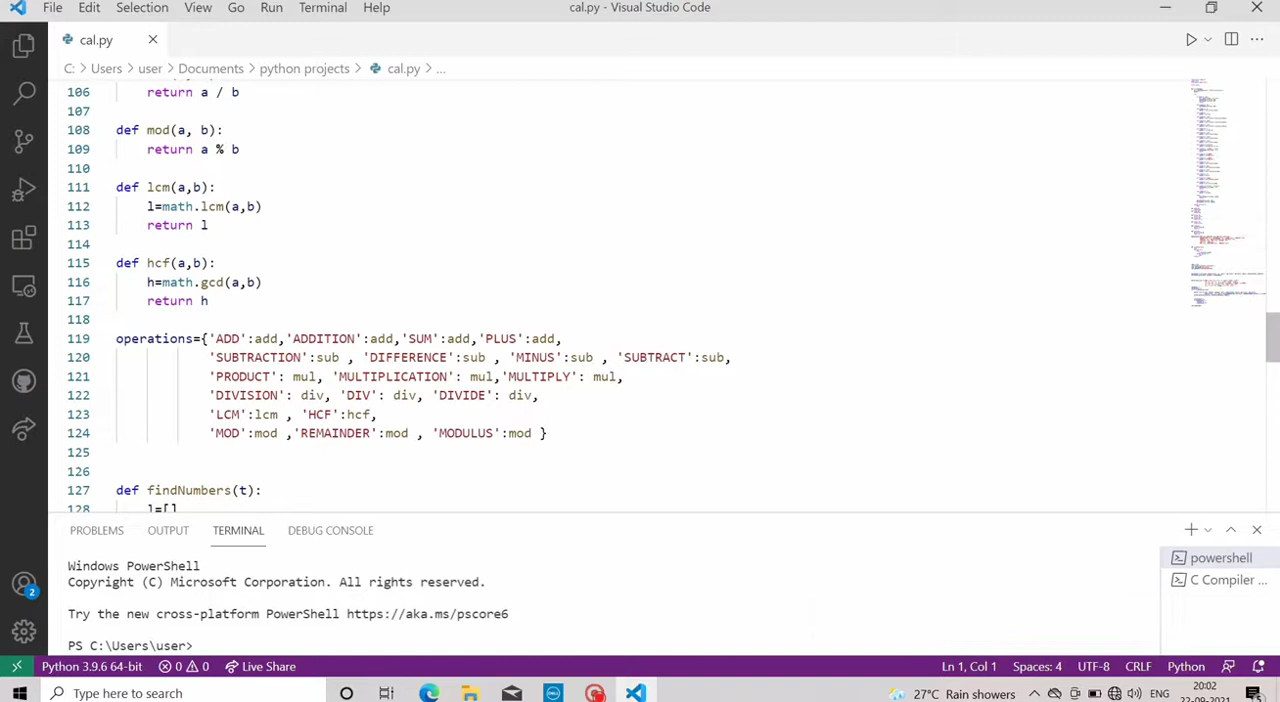 File Edit Selection View Go Run Terminal Help cal.py - Visual Studio Code
cal.py
C: > Users > user > Documents > python projects > cal.py > ...
106 return a / b
107
108 def mod(a, b):
109 return a % b
110
111 def lcm(a,b):
112 l=math.lcm(a,b)
113 return l
114
115 def hcf(a,b):
116 h=math.gcd(a,b)
117 return h
118
119 operations={'ADD':add,'ADDITION':add,'SUM':add,'PLUS':add,
120 'SUBTRACTION':sub , 'DIFFERENCE':sub , 'MINUS':sub , 'SUBTRACT':sub,
121 'PRODUCT': mul, 'MULTIPLICATION': mul,'MULTIPLY': mul,
122 'DIVISION': div, 'DIV': div, 'DIVIDE': div,
123 'LCM':lcm , 'HCF':hcf,
124 'MOD':mod ,'REMAINDER':mod , 'MODULUS':mod }
125
126
127 def findNumbers(t):
128 l=[]
PROBLEMS OUTPUT TERMINAL DEBUG CONSOLE
powershell
C Compiler ...
Windows PowerShell
Copyright (C) Microsoft Corporation. All rights reserved.
Try the new cross-platform PowerShell https://aka.ms/pscore6
PS C:\Users\user>
2
Python 3.9.6 64-bit 0 0 Live Share Ln 1, Col 1 Spaces: 4 UTF-8 CRLF Python
Type here to search 27°C Rain showers ENG 20:02
22-09-2021